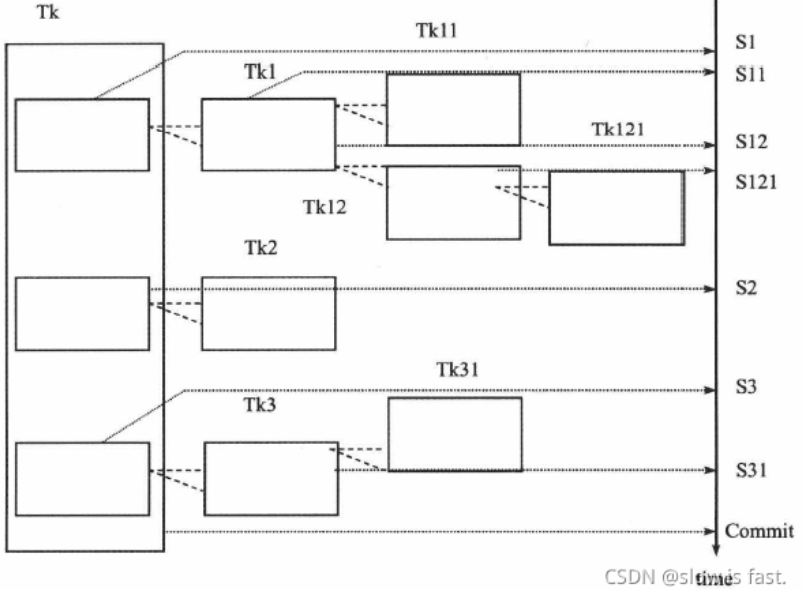 Tk
Tk11
S1
Tk1
S11
Tk121
S12
S121
Tk12
Tk2
S2
Tk31
S3
Tk3
S31
Commit
time
CSDN @slow is fast.